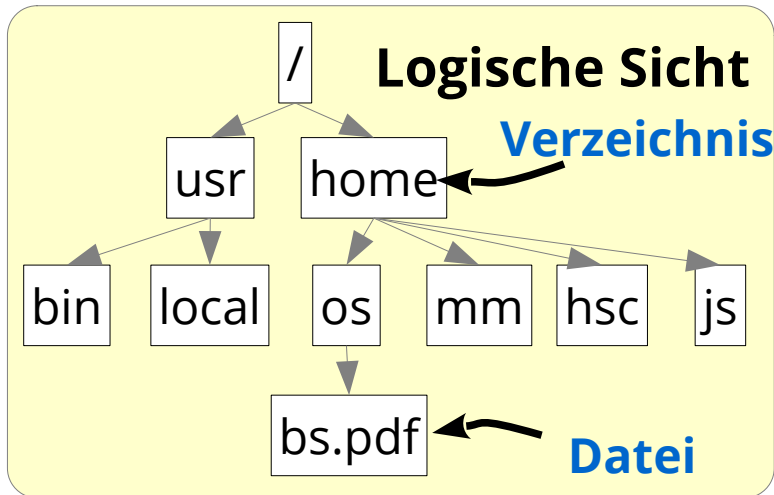 /
Logische Sicht
Verzeichnis
usr
home
bin
local
os
mm
hsc
js
bs.pdf
Datei